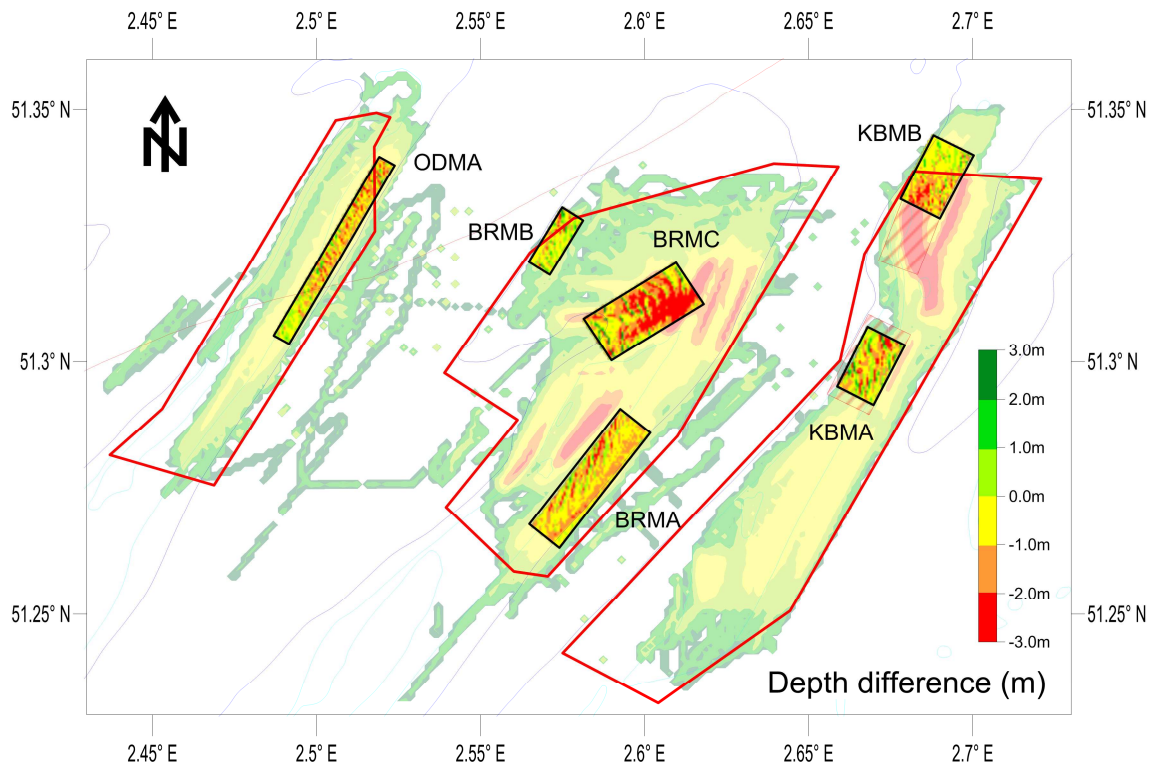 2.45° E 2.5° E 2.55° E 2.6° E 2.65° E 2.7° E
51.35° N 51.35° N
N
KBMB
ODMA
BRMB
BRMC
51.3° N 51.3° N
3.0m
2.0m
KBMA
1.0m
0.0m
BRMA
-1.0m
-2.0m
51.25° N 51.25° N
-3.0m
Depth difference (m)
2.45° E 2.5° E 2.55° E 2.6° E 2.65° E 2.7° E